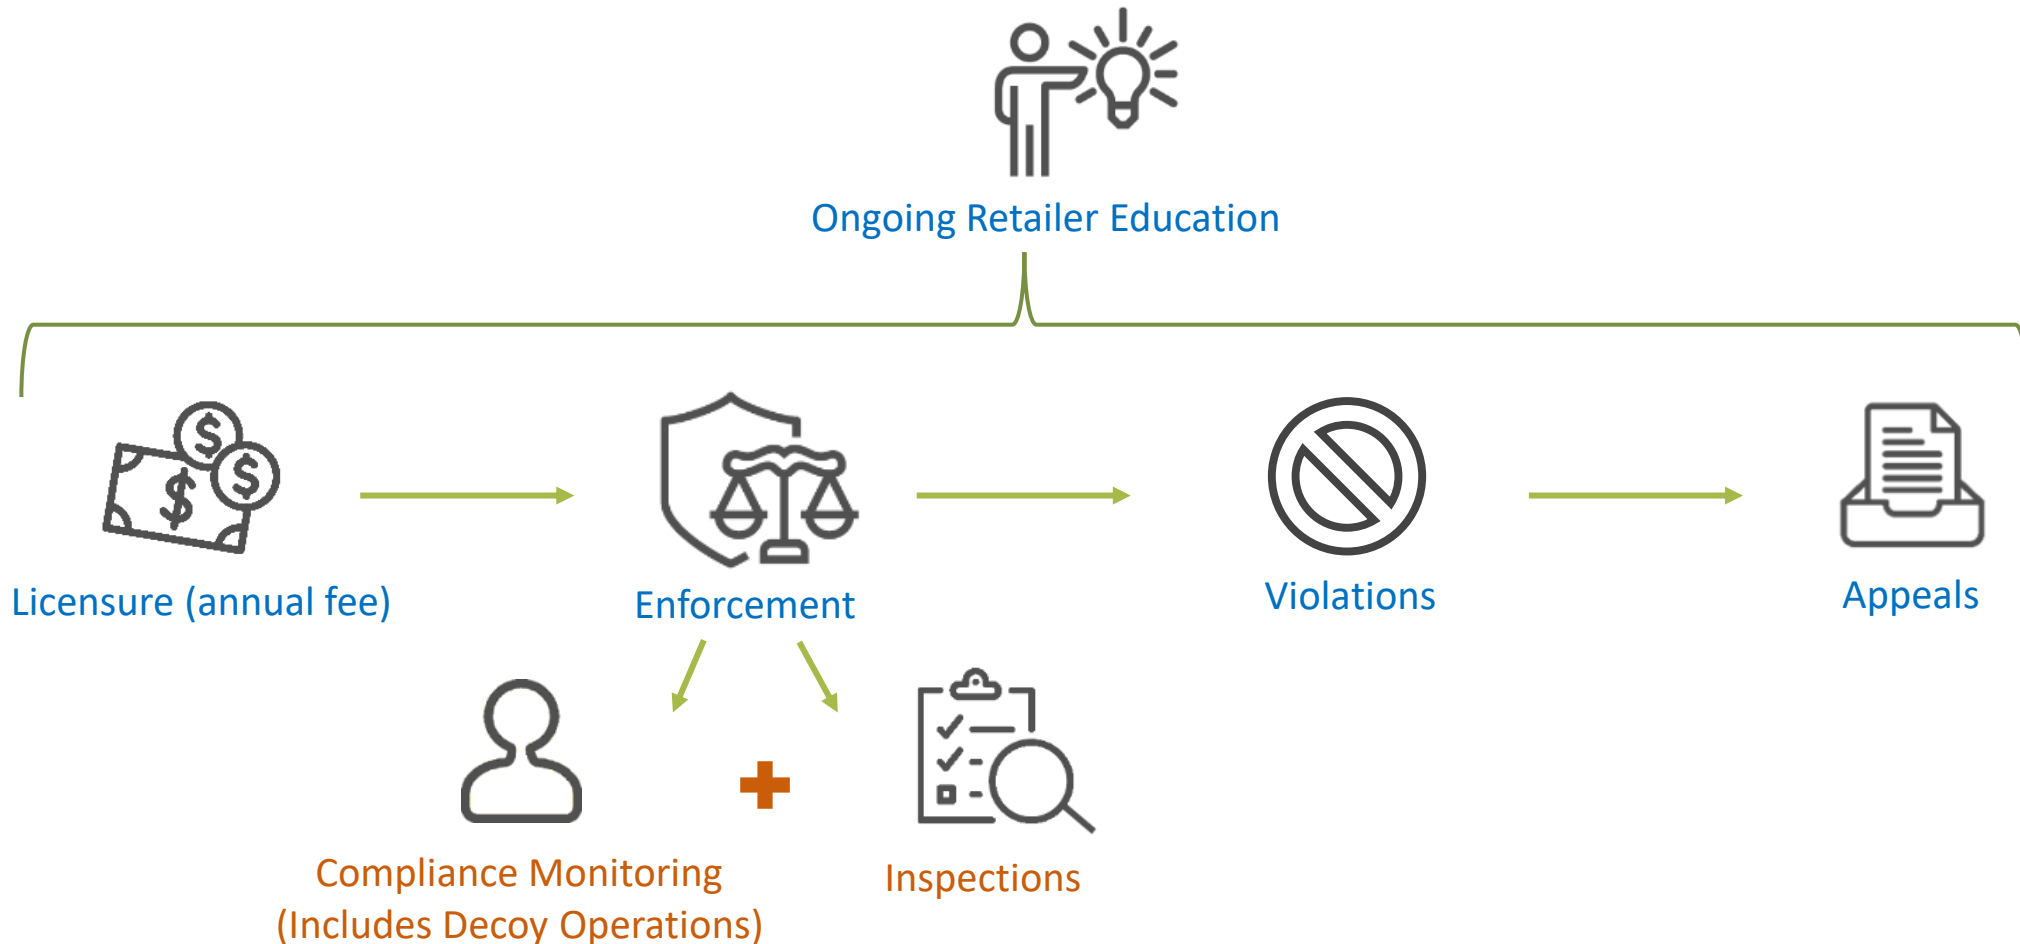 Ongoing Retailer Education
Licensure (annual fee)
Enforcement
Violations
Appeals
Compliance Monitoring
(Includes Decoy Operations)
Inspections